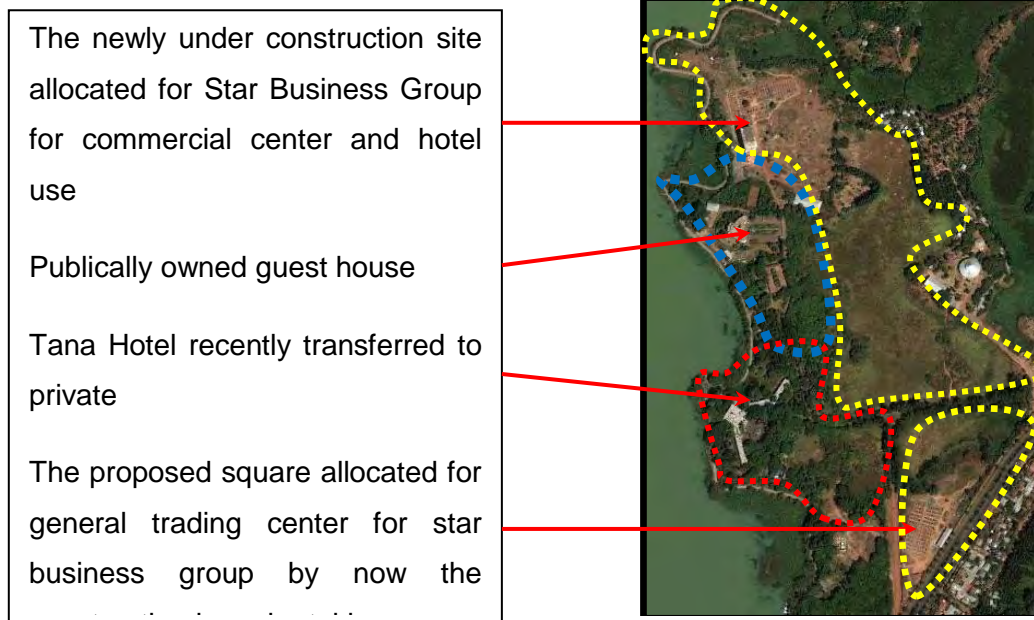 The newly under construction site
allocated for Star Business Group
for commercial center and hotel
use
Publically owned guest house
Tana Hotel recently transferred to
private
The proposed square allocated for
general trading center for star
business group by now the